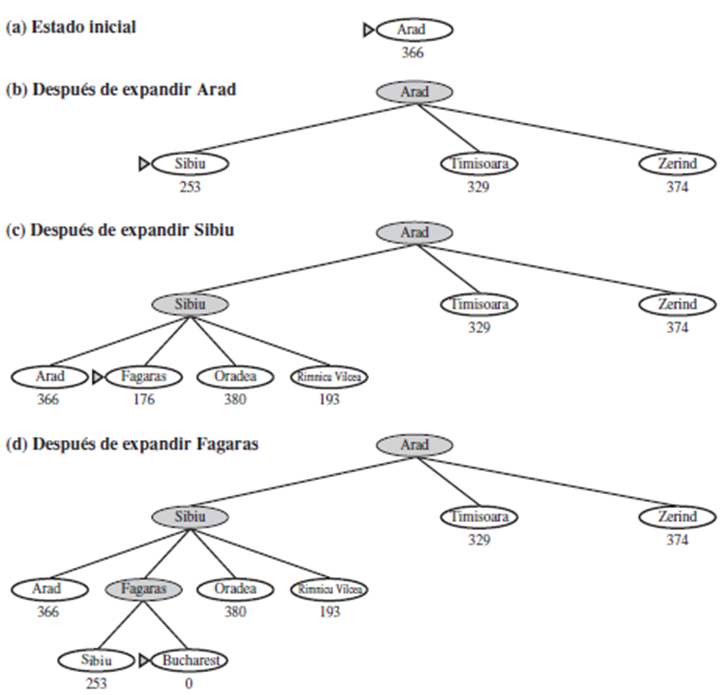 (a) Estado inicial
Arad
366
(b) Después de expandir Arad
Arad
Sibiu
Timisoara
Zerind
253
329
374
(c) Después de expandir Sibiu
Arad
Sibiu
Timisoara
Zerind
329
374
Arad
Fagaras
Oradea
Rimnicu Vilcea
366
176
380
193
(d) Después de expandir Fagaras
Arad
Sibiu
Timisoara
Zerind
329
374
Arad
Fagaras
Oradea
Rimnicu Vilcea
366
380
193
Sibiu
Bucharest
253
0